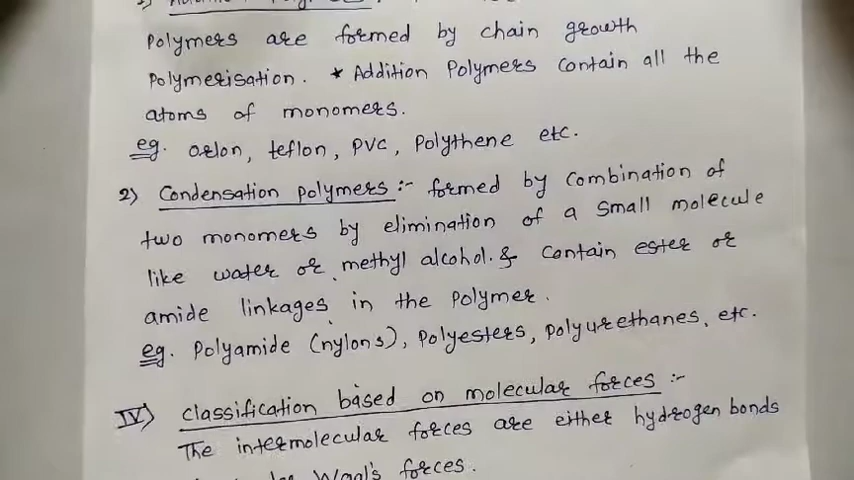 Polymers are formed by chain growth
Polymerisation. * Addition Polymers contain all the
atoms of monomers.
eg. orlon, teflon, PVC, Polythene etc.
2) Condensation polymers :- formed by combination of
two monomers by elimination of a small molecule
like water or methyl alcohol. & contain ester or
amide linkages in the polymer.
eg. Polyamide (nylons), Polyesters, Polyurethanes, etc.
IV) classification based on molecular forces :-
The intermolecular forces are either hydrogen bonds
Waal's forces.